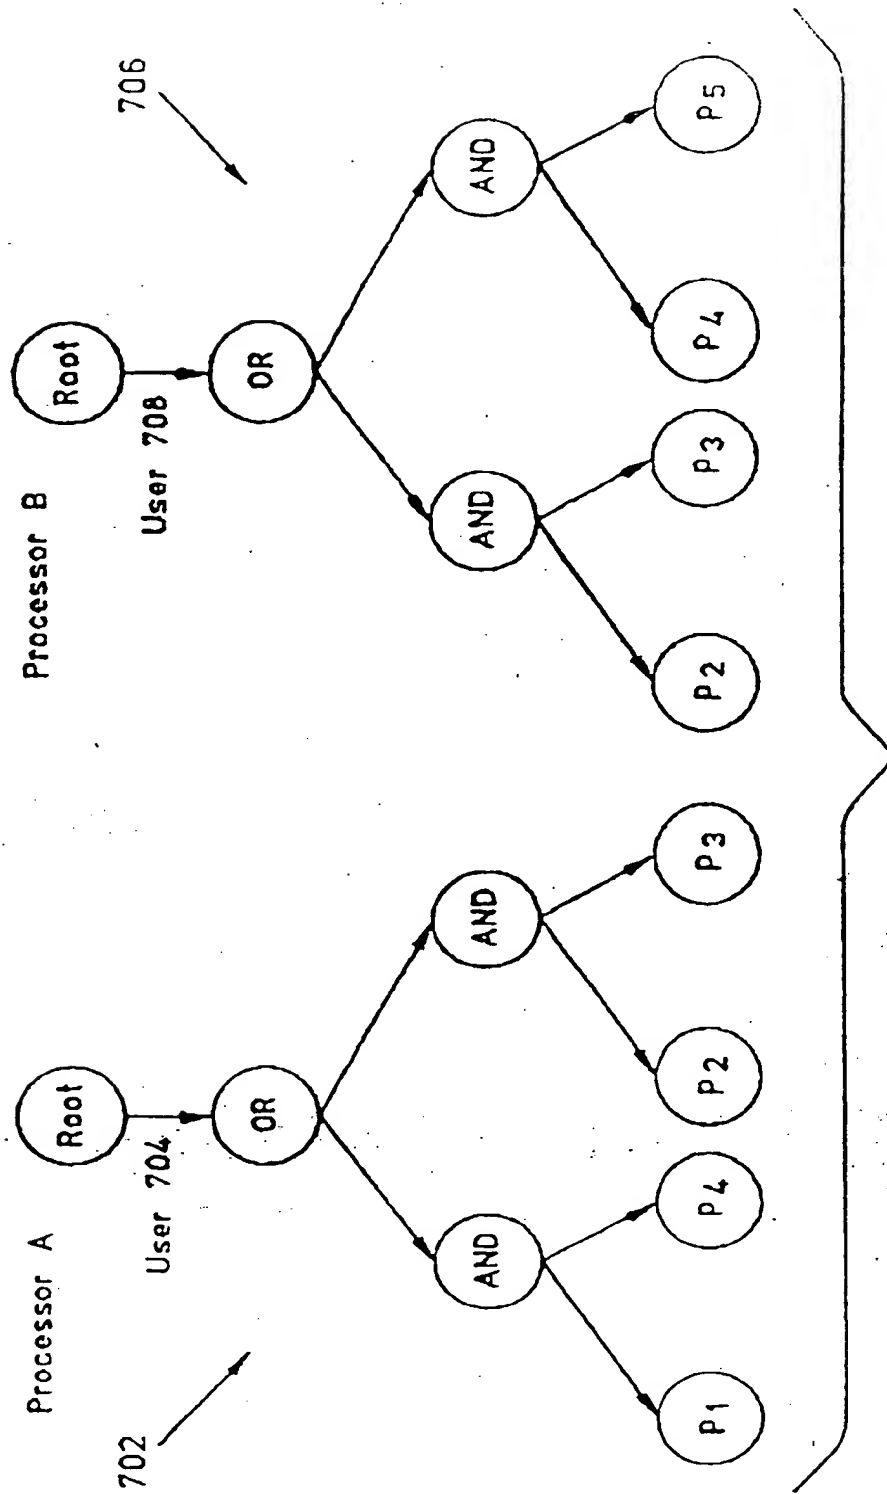 702
Processor A
Root
User 704
OR
AND
AND
P1
P4
P2
P3
706
Processor B
Root
User 708
OR
AND
AND
P2
P3
P4
P5